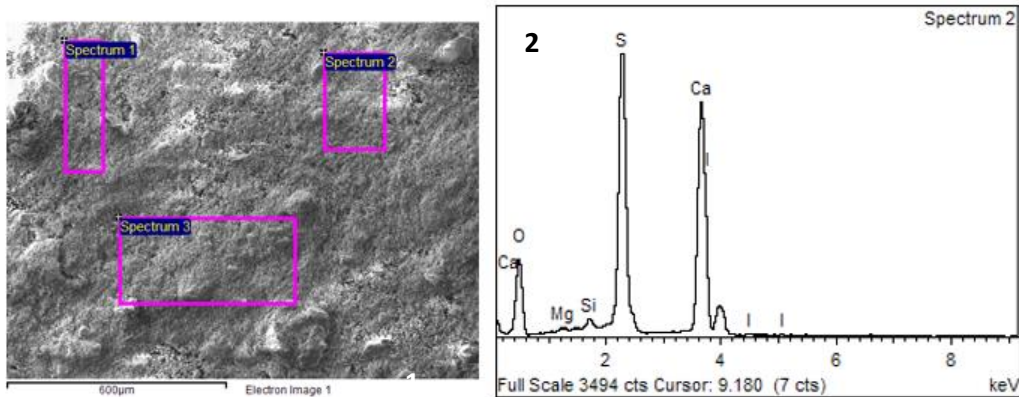 Spectrum 1
Spectrum 2
Spectrum 3
600µm
Electron Image 1
1
2
Spectrum 2
S
Ca
I
O
Ca
Mg
Si
I
I
2
4
6
8
Full Scale 3494 cts Cursor: 9.180 (7 cts)
keV